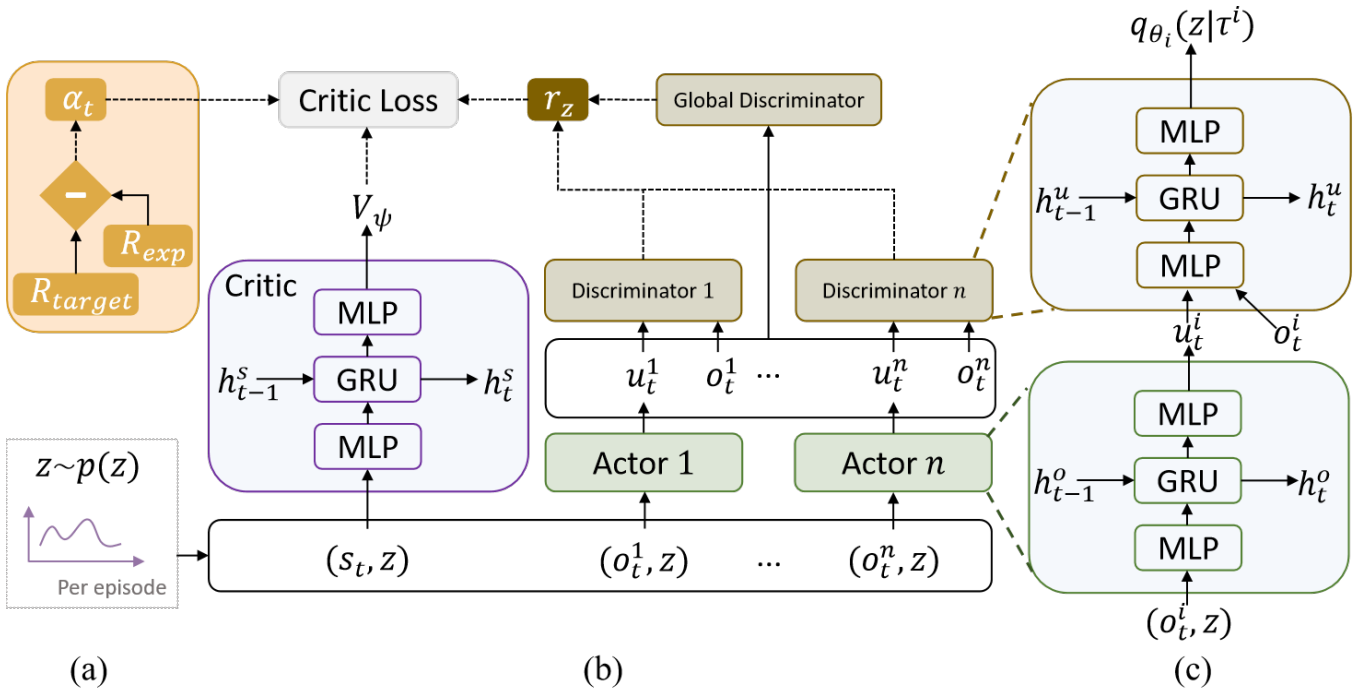 α_t
R_exp
R_target
z~p(z)
Per episode
(a)
Critic Loss
r_z
Global Discriminator
V_ψ
Critic
MLP
h^s_{t-1}
GRU
h^s_t
MLP
Discriminator 1
Discriminator n
u^1_t
o^1_t
...
u^n_t
o^n_t
Actor 1
Actor n
(s_t, z)
(o^1_t, z)
...
(o^n_t, z)
(b)
q_{θ_i}(z|τ^i)
MLP
h^u_{t-1}
GRU
h^u_t
MLP
u^i_t
o^i_t
MLP
h^o_{t-1}
GRU
h^o_t
MLP
(o^i_t, z)
(c)